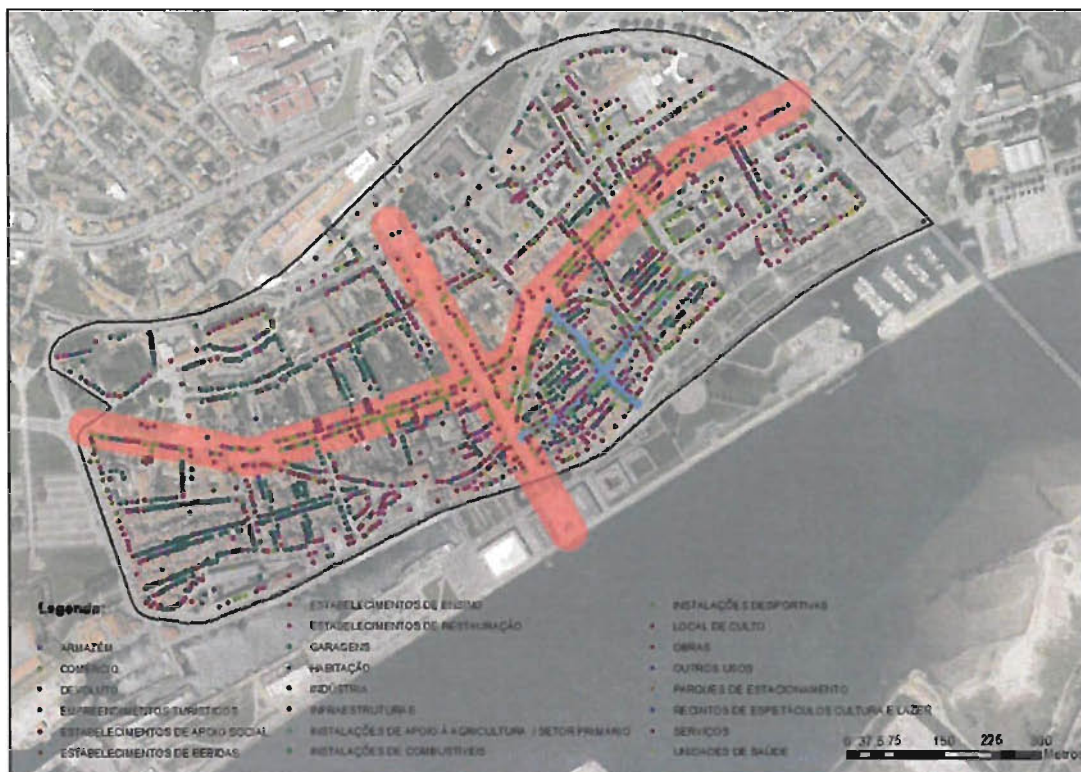 Legenda:
ARMAZÉM
COMÉRCIO
DEVOLUTO
EMPREENDIMENTOS TURÍSTICOS
ESTABELECIMENTOS DE APOIO SOCIAL
ESTABELECIMENTOS DE BEBIDAS
ESTABELECIMENTOS DE ENSINO
ESTABELECIMENTOS DE RESTAURAÇÃO
GARAGENS
HABITAÇÃO
INDÚSTRIA
INFRAESTRUTURAS
INSTALAÇÕES DE APOIO À AGRICULTURA / SETOR PRIMÁRIO
INSTALAÇÕES DE COMBUSTÍVEIS
INSTALAÇÕES DESPORTIVAS
LOCAL DE CULTO
OBRAS
OUTROS USOS
PARQUES DE ESTACIONAMENTO
RECINTOS DE ESPETÁCULOS CULTURA E LAZER
SERVIÇOS
UNIDADES DE SAÚDE
0 37,5 75 150 225 300
Metros